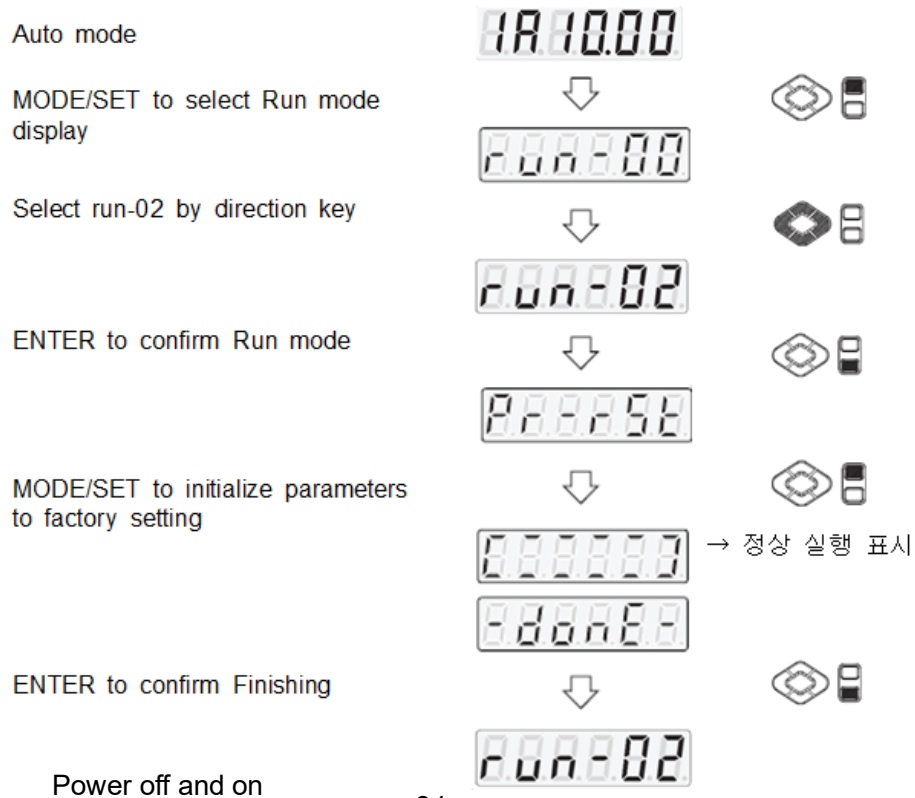 Auto mode
1A10.00
MODE/SET to select Run mode
display
run-00
Select run-02 by direction key
run-02
ENTER to confirm Run mode
Pr-rSt
MODE/SET to initialize parameters
to factory setting
→ 정상 실행 표시
-donE-
ENTER to confirm Finishing
run-02
Power off and on